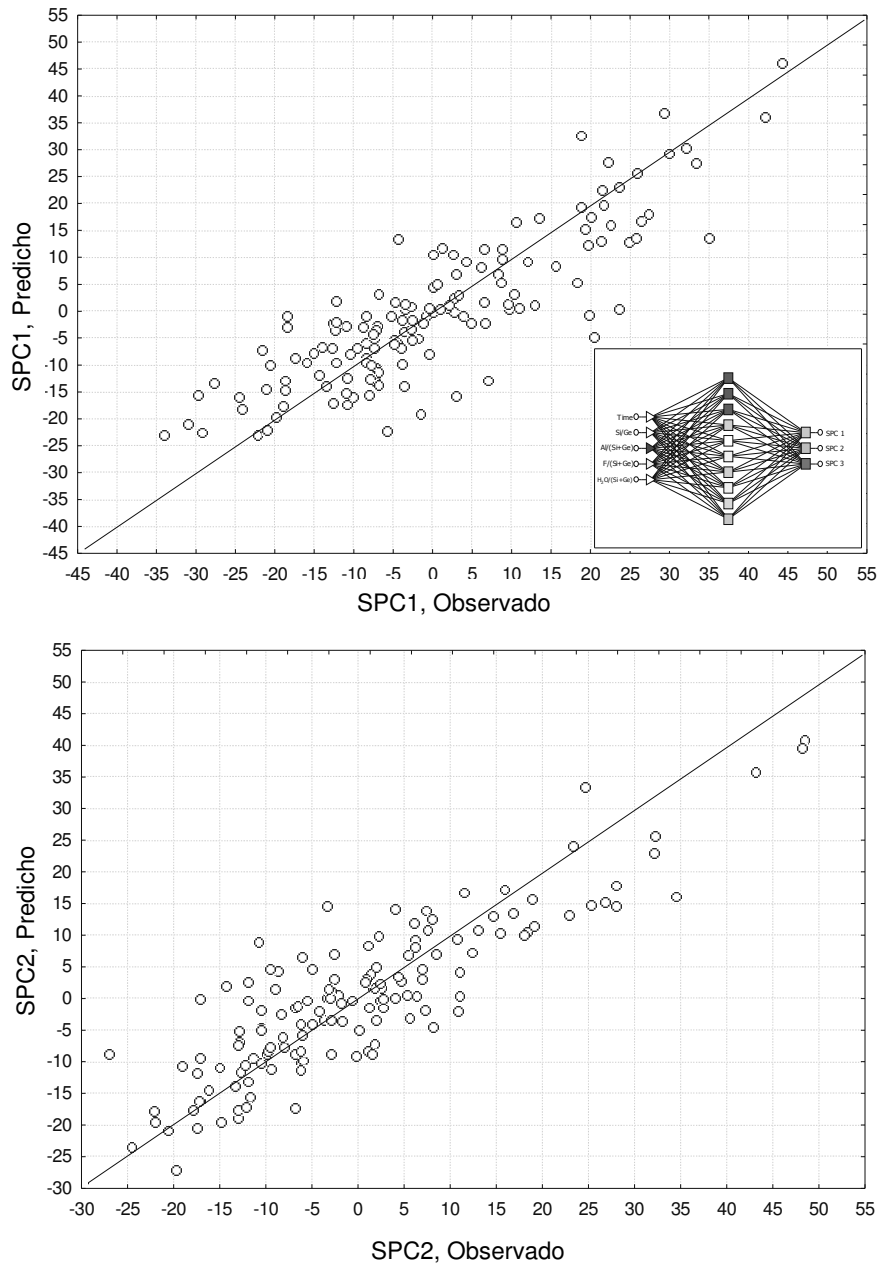 55
50
45
40
35
30
25
20
15
10
5
0
-5
-10
-15
-20
-25
-30
-35
-40
-45
SPC1, Predicho
Time
Si/Ge
Al/(Si+Ge)
F/(Si+Ge)
H₂O/(Si+Ge)
SPC 1
SPC 2
SPC 3
-45 -40 -35 -30 -25 -20 -15 -10 -5 0 5 10 15 20 25 30 35 40 45 50 55
SPC1, Observado
55
50
45
40
35
30
25
20
15
10
5
0
-5
-10
-15
-20
-25
-30
SPC2, Predicho
-30 -25 -20 -15 -10 -5 0 5 10 15 20 25 30 35 40 45 50 55
SPC2, Observado